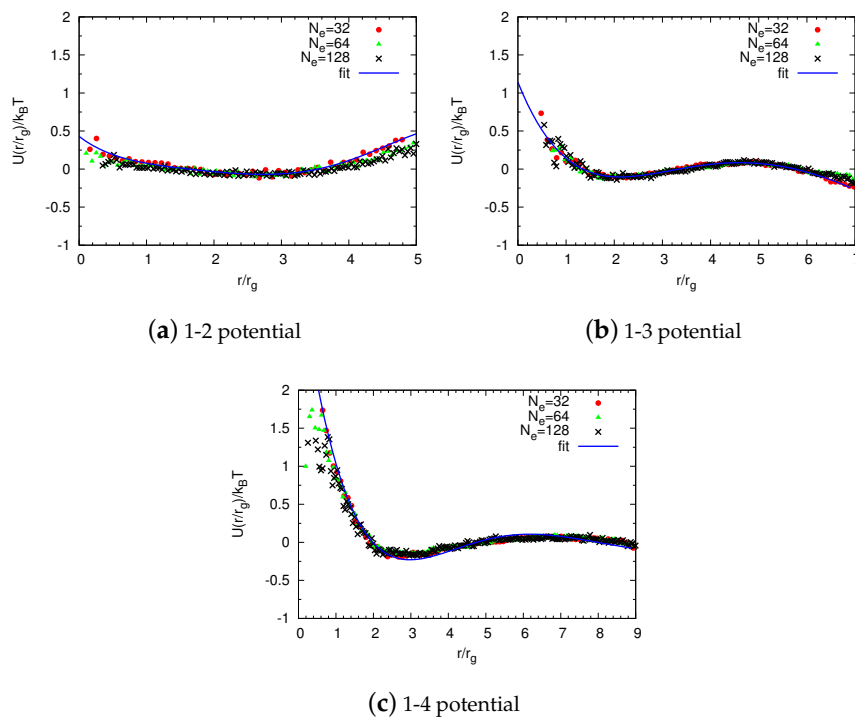 2
1.5
1
0.5
0
-0.5
-1
U(r/r_g)/k_BT
N_e=32
N_e=64
N_e=128
fit
0 1 2 3 4 5
r/r_g
(a) 1-2 potential
2
1.5
1
0.5
0
-0.5
-1
U(r/r_g)/k_BT
N_e=32
N_e=64
N_e=128
fit
0 1 2 3 4 5 6 7
r/r_g
(b) 1-3 potential
2
1.5
1
0.5
0
-0.5
-1
U(r/r_g)/k_BT
N_e=32
N_e=64
N_e=128
fit
0 1 2 3 4 5 6 7 8 9
r/r_g
(c) 1-4 potential